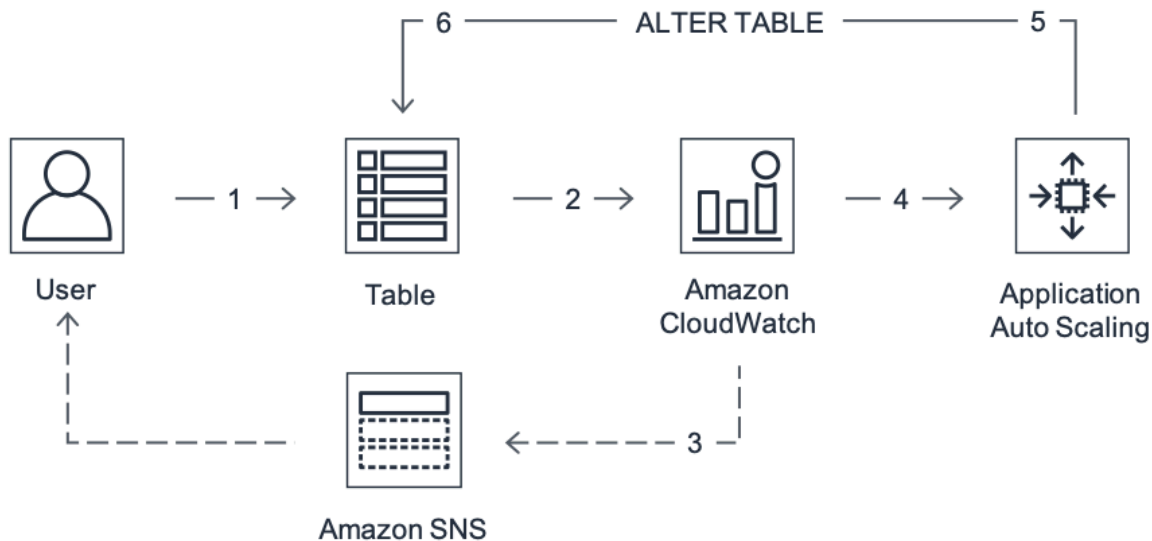 6 ALTER TABLE 5
1 2 4
User
Table
Amazon
CloudWatch
Application
Auto Scaling
3
Amazon SNS